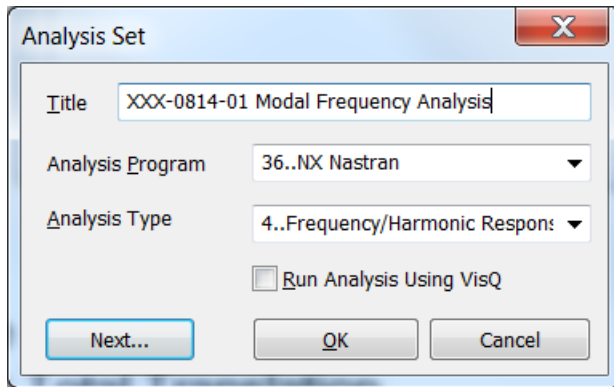 Analysis Set
Title XXX-0814-01 Modal Frequency Analysis
Analysis Program 36..NX Nastran
Analysis Type 4..Frequency/Harmonic Respons
Run Analysis Using VisQ
Next... OK Cancel